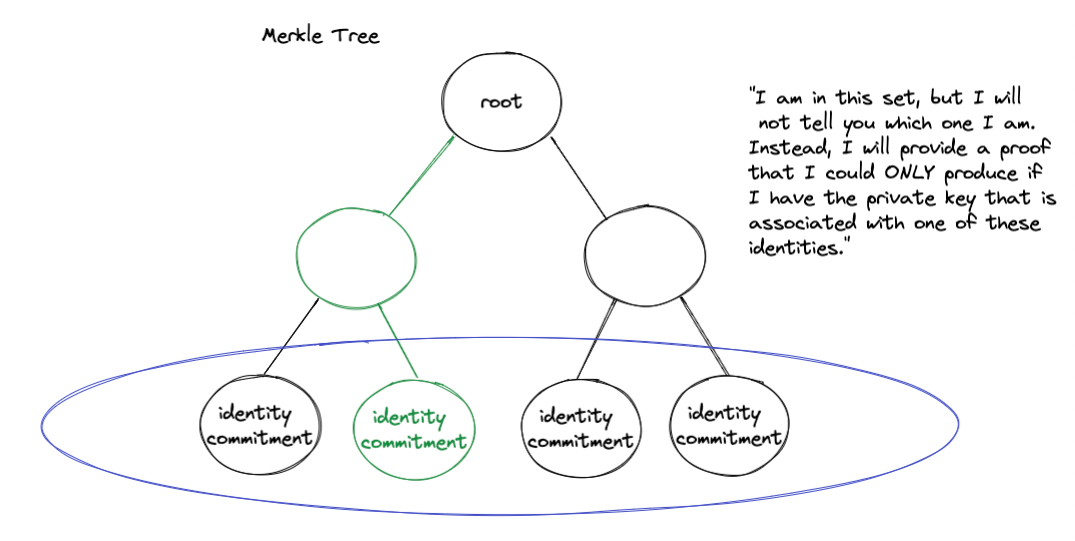 Merkle Tree
root
"I am in this set, but I will
not tell you which one I am.
Instead, I will provide a proof
that I could ONLY produce if
I have the private key that is
associated with one of these
identities."
identity
commitment
identity
commitment
identity
commitment
identity
commitment